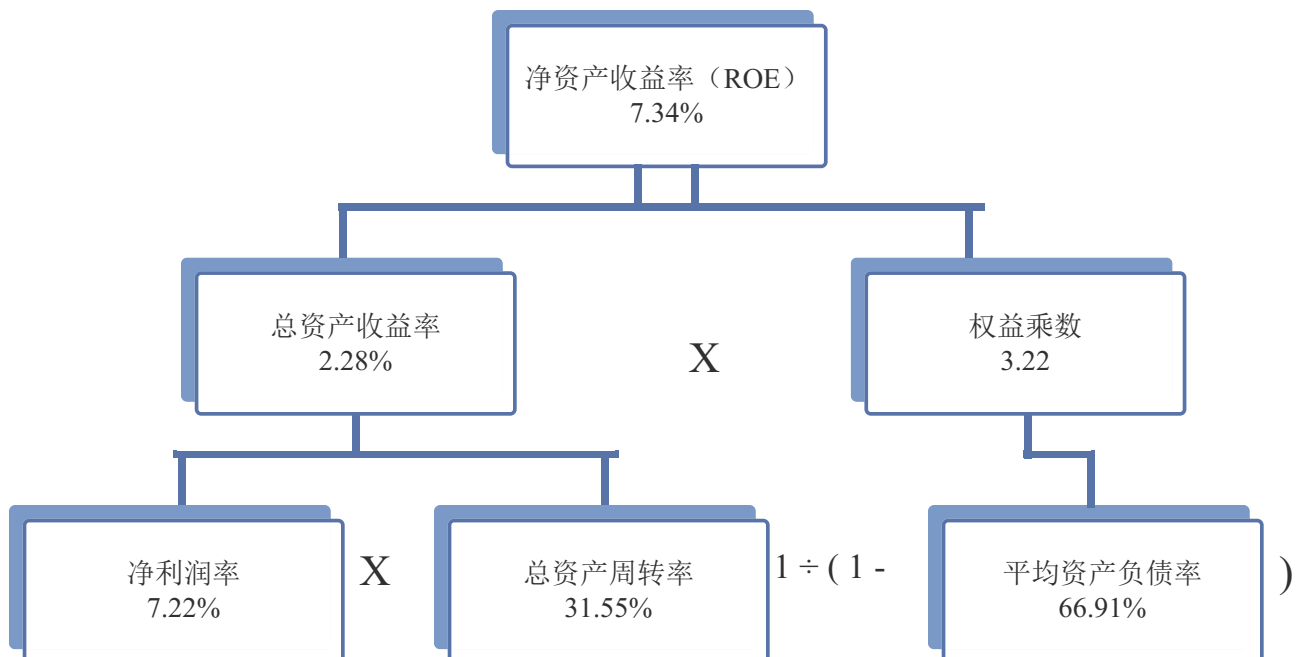 净资产收益率（ROE）
7.34%
总资产收益率
2.28%
X
权益乘数
3.22
净利润率
7.22%
X
总资产周转率
31.55%
1 ÷ ( 1 -
平均资产负债率
66.91%
)